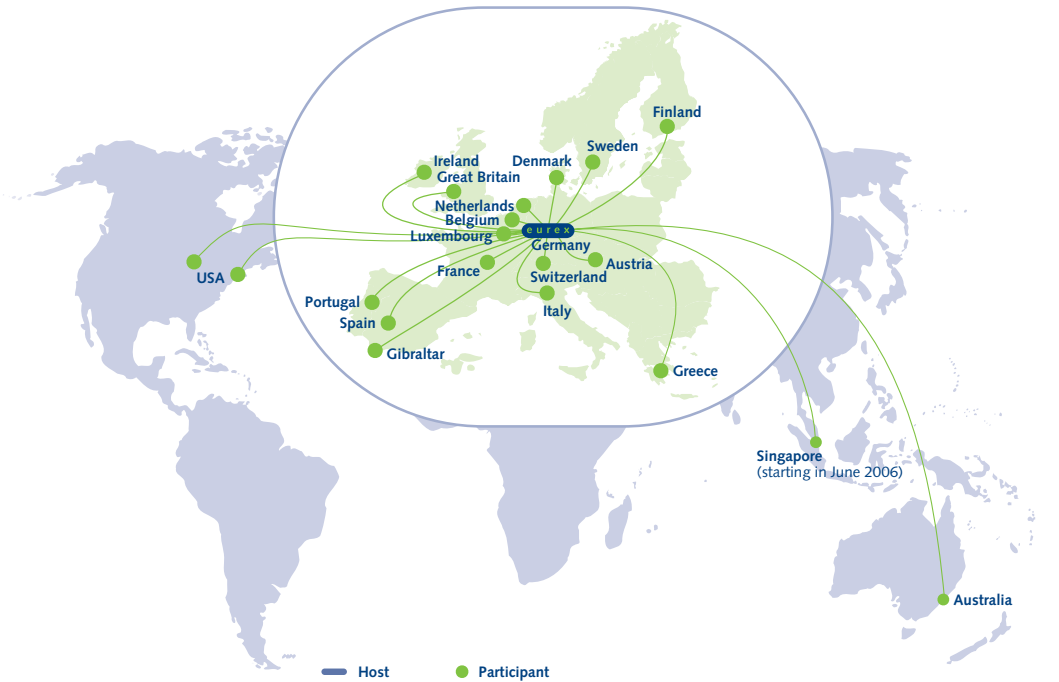 Finland
Sweden
Ireland
Denmark
Great Britain
Netherlands
Belgium
eurex
Luxembourg
Germany
France
Austria
USA
Switzerland
Portugal
Italy
Spain
Gibraltar
Greece
Singapore
(starting in June 2006)
Australia
Host
Participant